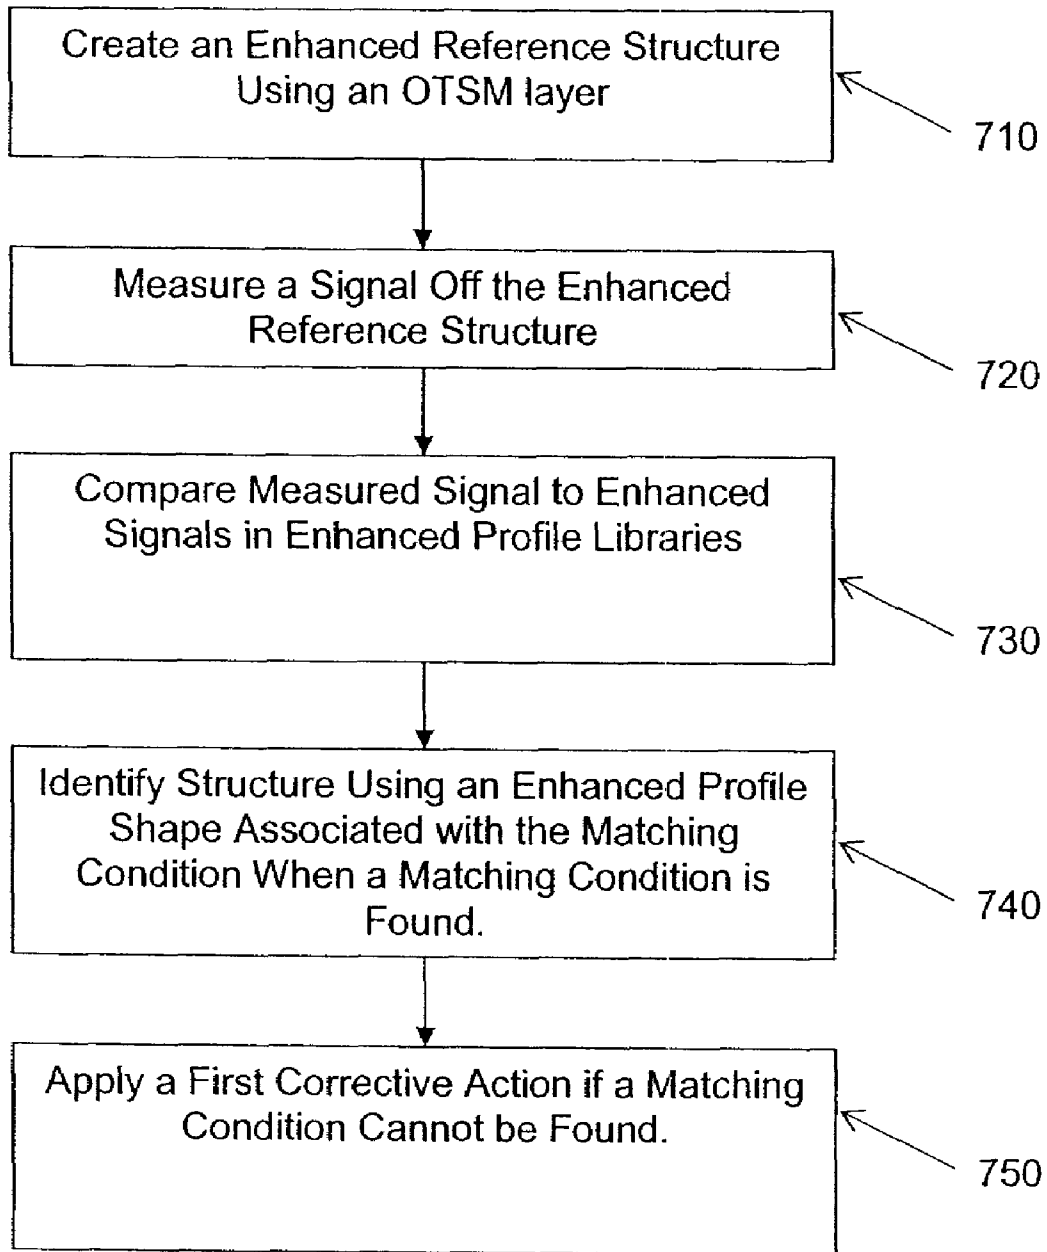 Create an Enhanced Reference Structure
Using an OTSM layer
710
Measure a Signal Off the Enhanced
Reference Structure
720
Compare Measured Signal to Enhanced
Signals in Enhanced Profile Libraries
730
Identify Structure Using an Enhanced Profile
Shape Associated with the Matching
Condition When a Matching Condition is
Found.
740
Apply a First Corrective Action if a Matching
Condition Cannot be Found.
750